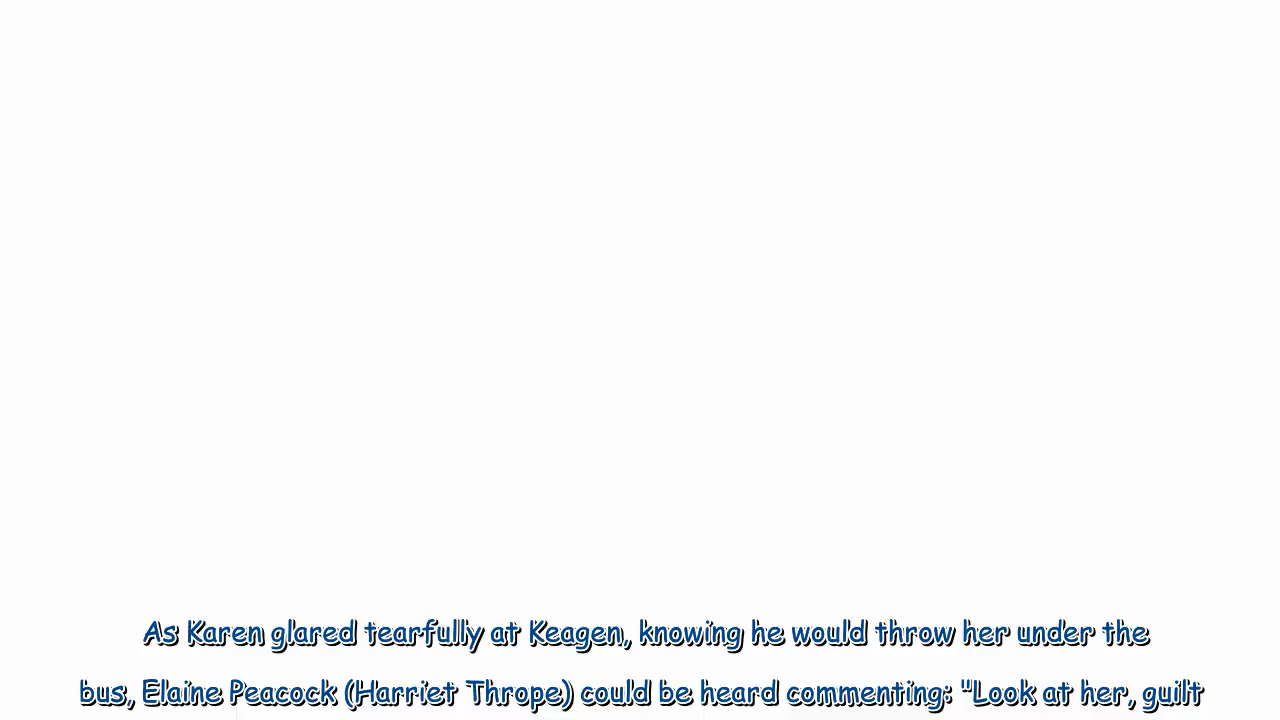 As Karen glared tearfully at Keagen, knowing he would throw her under the
bus, Elaine Peacock (Harriet Thrope) could be heard commenting: "Look at her, guilt